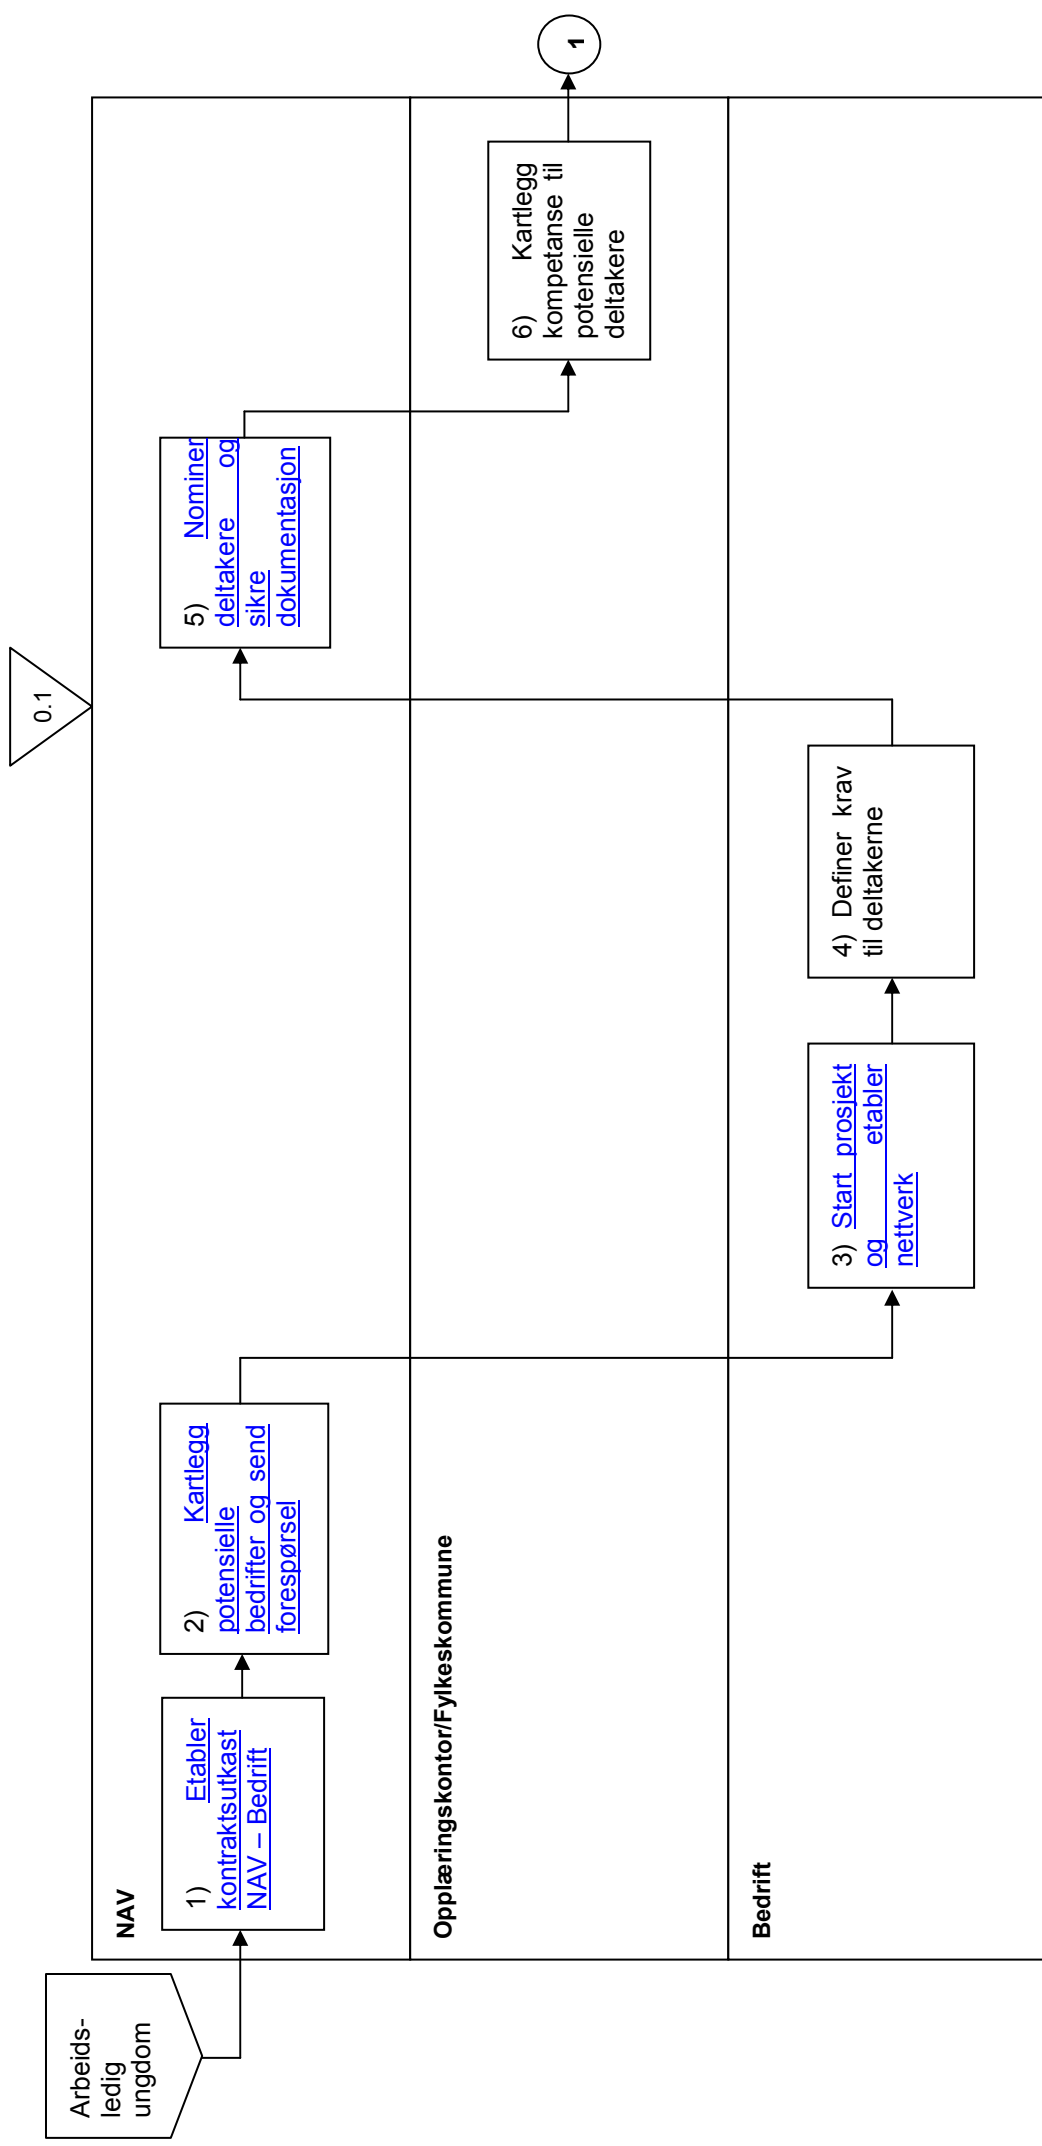 0.1
Arbeids-
ledig
ungdom
NAV
1) Etabler
kontraktsutkast
NAV – Bedrift
2) Kartlegg
potensielle
bedrifter og send
forespørsel
5) Nominer
deltakere og
sikre
dokumentasjon
Opplæringskontor/Fylkeskommune
6) Kartlegg
kompetanse til
potensielle
deltakere
1
Bedrift
3) Start prosjekt
og etabler
nettverk
4) Definer krav
til deltakerne